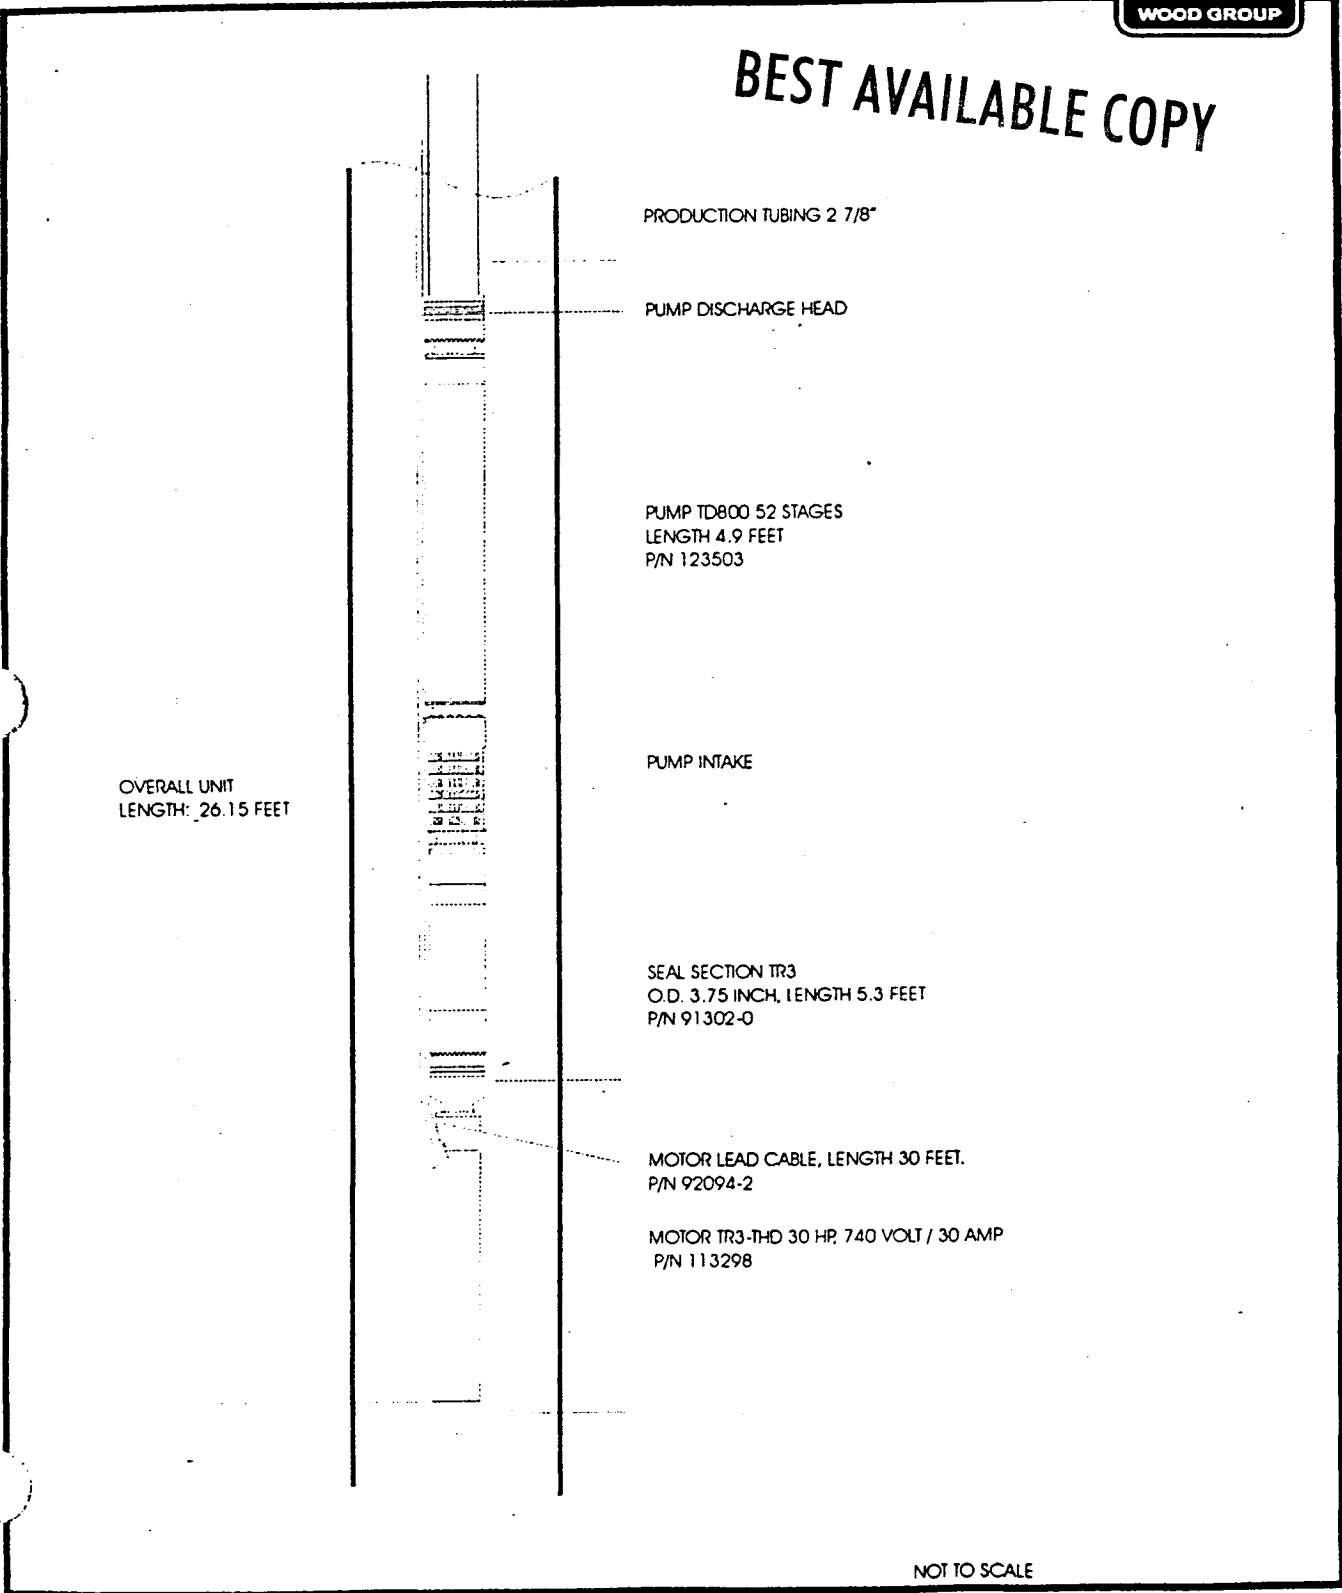 WOOD GROUP
BEST AVAILABLE COPY
PRODUCTION TUBING 2 7/8"
PUMP DISCHARGE HEAD
PUMP TD800 52 STAGES
LENGTH 4.9 FEET
P/N 123503
PUMP INTAKE
OVERALL UNIT
LENGTH: 26.15 FEET
SEAL SECTION TR3
O.D. 3.75 INCH, LENGTH 5.3 FEET
P/N 91302-0
MOTOR LEAD CABLE, LENGTH 30 FEET.
P/N 92094-2
MOTOR TR3-THD 30 HP, 740 VOLT / 30 AMP
P/N 113298
NOT TO SCALE